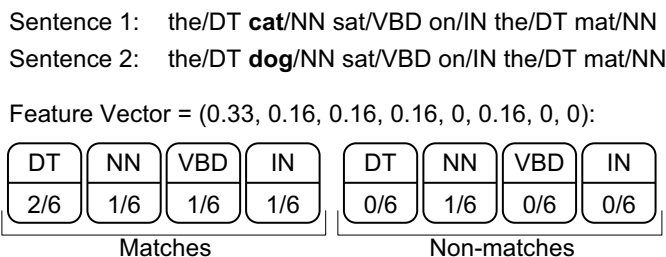 Sentence 1: the/DT cat/NN sat/VBD on/IN the/DT mat/NN
Sentence 2: the/DT dog/NN sat/VBD on/IN the/DT mat/NN
Feature Vector = (0.33, 0.16, 0.16, 0.16, 0, 0.16, 0, 0):
DT NN VBD IN DT NN VBD IN
2/6 1/6 1/6 1/6 0/6 1/6 0/6 0/6
Matches Non-matches